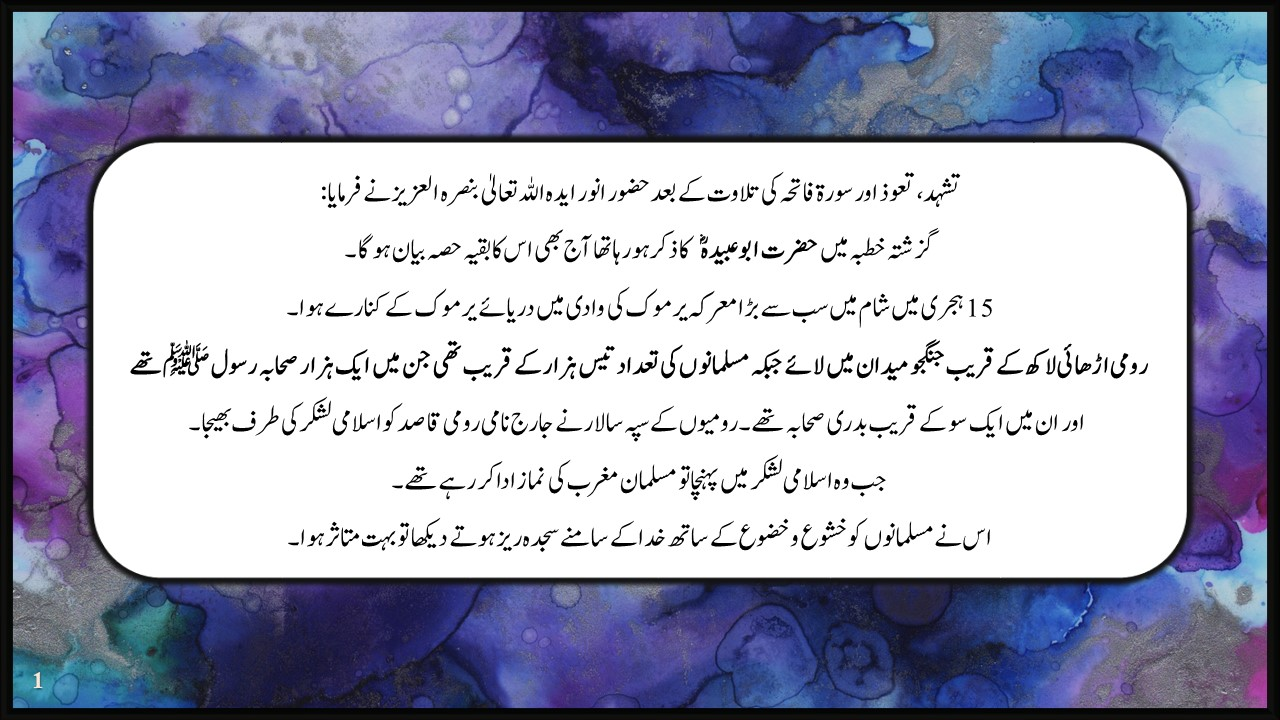 تشہد، تعوذ اور سورۃ فاتحہ کی تلاوت کے بعد حضور انور ایدہ اللہ تعالیٰ بنصرہ العزیز نے فرمایا:
گزشتہ خطبہ میں حضرت ابو عبیدہؓ کا ذکر ہو رہا تھا آج بھی اس کا بقیہ حصہ بیان ہو گا۔
15 ہجری میں شام میں سب سے بڑا معرکہ یرموک کی وادی میں دریائے یرموک کے کنارے ہوا۔
رومی اڑھائی لاکھ کے قریب جنگجو میدان میں لائے جبکہ مسلمانوں کی تعداد تیس ہزار کے قریب تھی جن میں ایک ہزار صحابہ رسول ﷺ تھے
اور ان میں ایک سو کے قریب بدری صحابہ تھے۔ رومیوں کے سپہ سالار نے جارج نامی رومی قاصد کو اسلامی لشکر کی طرف بھیجا۔
جب وہ اسلامی لشکر میں پہنچا تو مسلمان مغرب کی نماز ادا کر رہے تھے۔
اس نے مسلمانوں کو خشوع و خضوع کے ساتھ خدا کے سامنے سجدہ ریز ہوتے دیکھا تو بہت متاثر ہوا۔
1